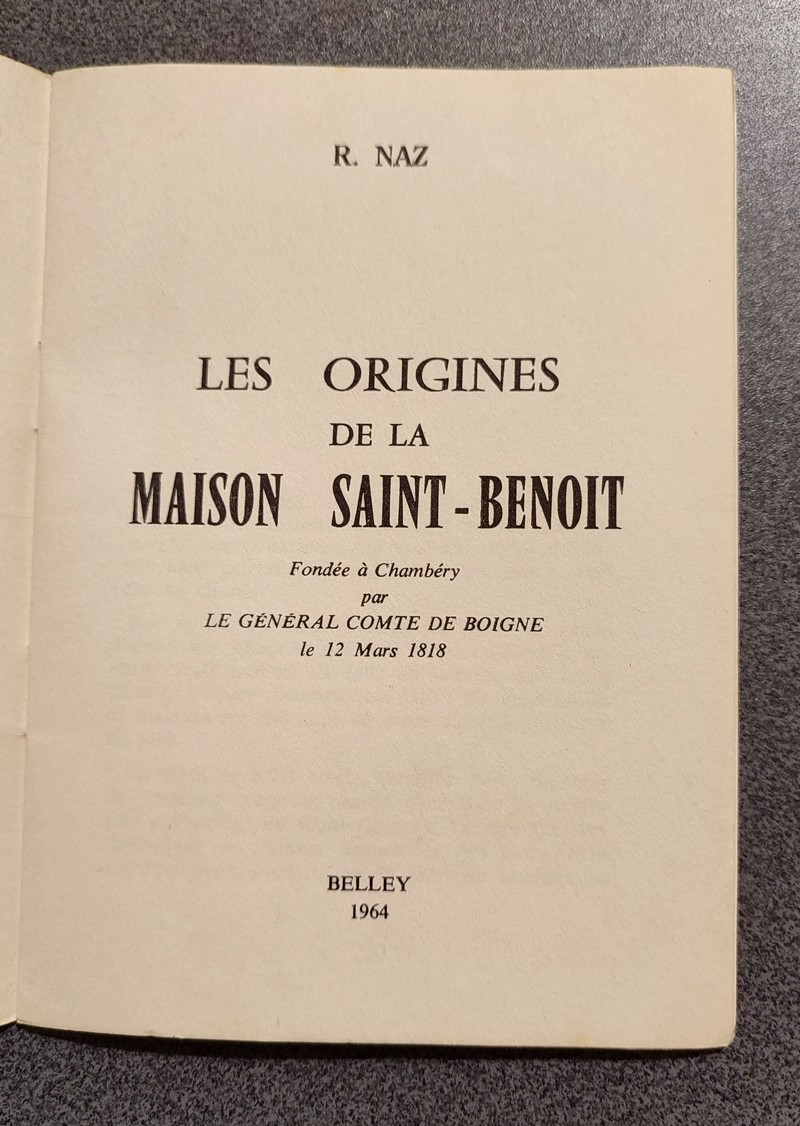 R. NAZ
LES ORIGINES
DE LA
MAISON SAINT-BENOIT
Fondée à Chambéry
par
LE GÉNÉRAL COMTE DE BOIGNE
le 12 Mars 1818
BELLEY
1964